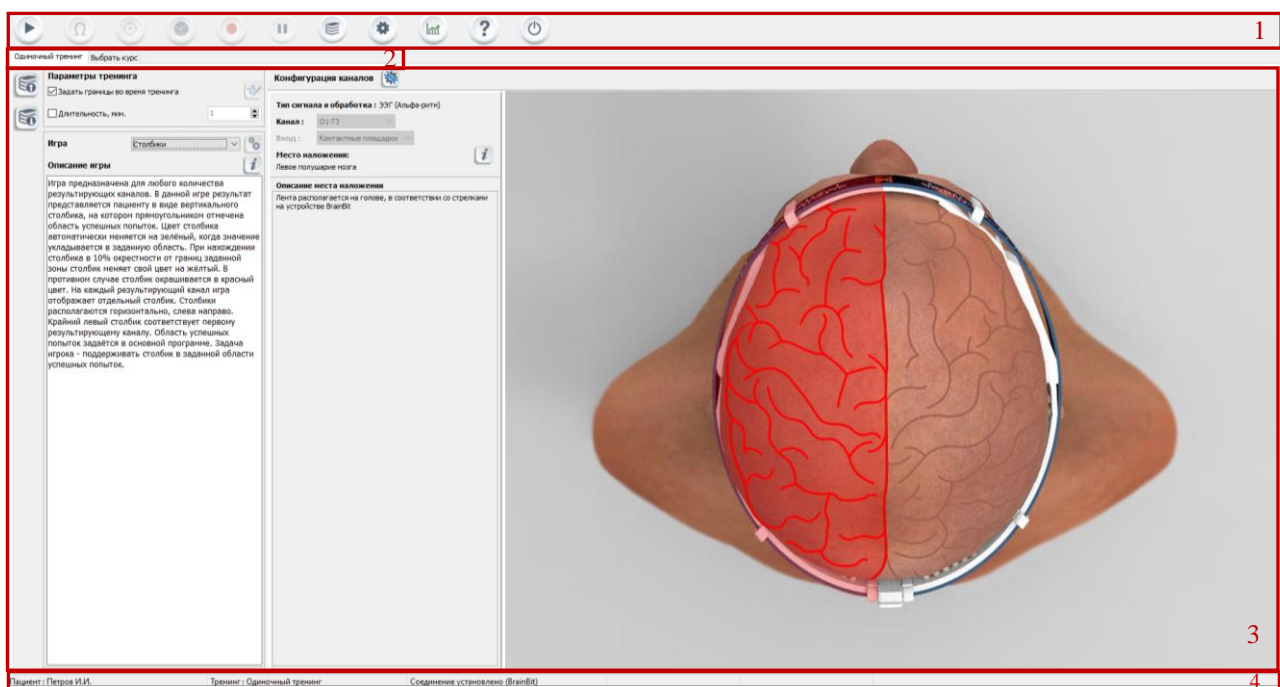 Ω
?
1
Одиночный тренинг Выбрать курс
2
Параметры тренинга
Задать границы во время тренинга
Длительность, мин.
1
Игра
Столбики
Описание игры
i
Игра предназначена для любого количества
результирующих каналов. В данной игре результат
представляется пациенту в виде вертикального
столбика, на котором прямоугольником отмечена
область успешных попыток. Цвет столбика
автоматически меняется на зелёный, когда значение
укладывается в заданную область. При нахождении
столбика в 10% окрестности от границ заданной
зоны столбик меняет свой цвет на жёлтый. В
противном случае столбик окрашивается в красный
цвет. На каждый результирующий канал игра
отображает отдельный столбик. Столбики
располагаются горизонтально, слева направо.
Крайний левый столбик соответствует первому
результирующему каналу. Область успешных
попыток задаётся в основной программе. Задача
игрока - поддерживать столбик в заданной области
успешных попыток.
Конфигурация каналов
Тип сигнала и обработка : ЭЭГ (Альфа-ритм)
Канал : O1-T3
Вход : Контактные площадки
Место наложения:
Левое полушарие мозга
i
Описание места наложения
Лента располагается на голове, в соответствии со стрелками
на устройстве BrainBit
3
Пациент : Петров И.И.
Тренинг : Одиночный тренинг
Соединение установлено (BrainBit)
4